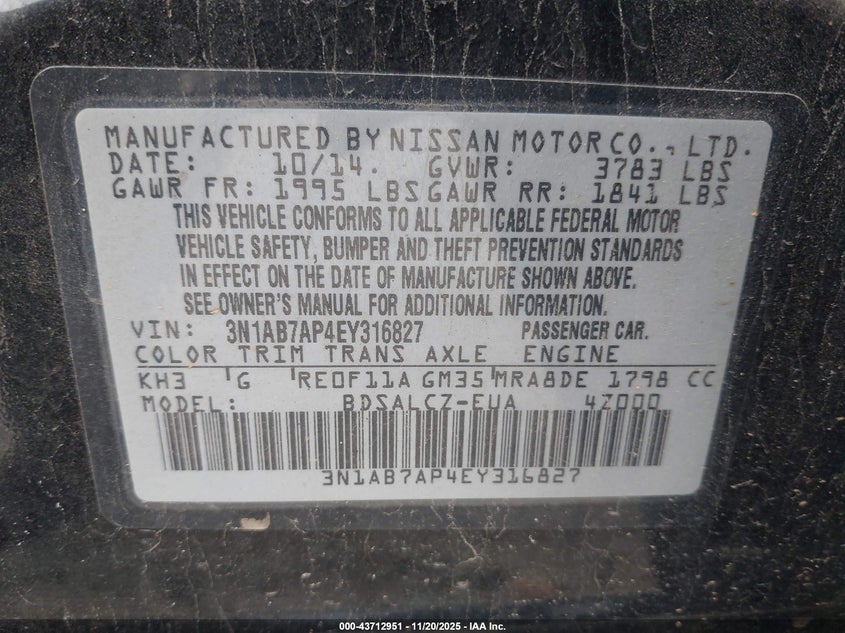 MANUFACTURED BY NISSAN MOTOR CO., LTD.
DATE: 10/14. GVWR: 3783 LBS
GAWR FR: 1995 LBS GAWR RR: 1841 LBS
THIS VEHICLE CONFORMS TO ALL APPLICABLE FEDERAL MOTOR
VEHICLE SAFETY, BUMPER AND THEFT PREVENTION STANDARDS
IN EFFECT ON THE DATE OF MANUFACTURE SHOWN ABOVE.
SEE OWNER'S MANUAL FOR ADDITIONAL INFORMATION.
VIN: 3N1AB7AP4EY316827 PASSENGER CAR.
COLOR TRIM TRANS AXLE ENGINE
KH3 G RE0F11A GM35 MRA8DE 1798 CC
MODEL: BDSALCZ-EUA 4Z000
3N1AB7AP4EY316827
000-43712951 - 11/20/2025 - IAA Inc.